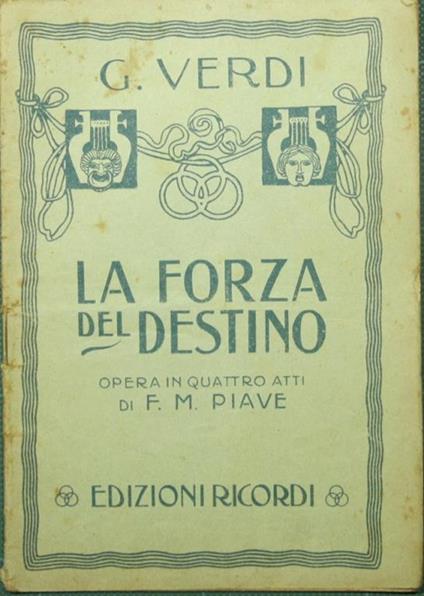 G. VERDI
LA FORZA
DEL DESTINO
OPERA IN QUATTRO ATTI
DI F. M. PIAVE
EDIZIONI RICORDI